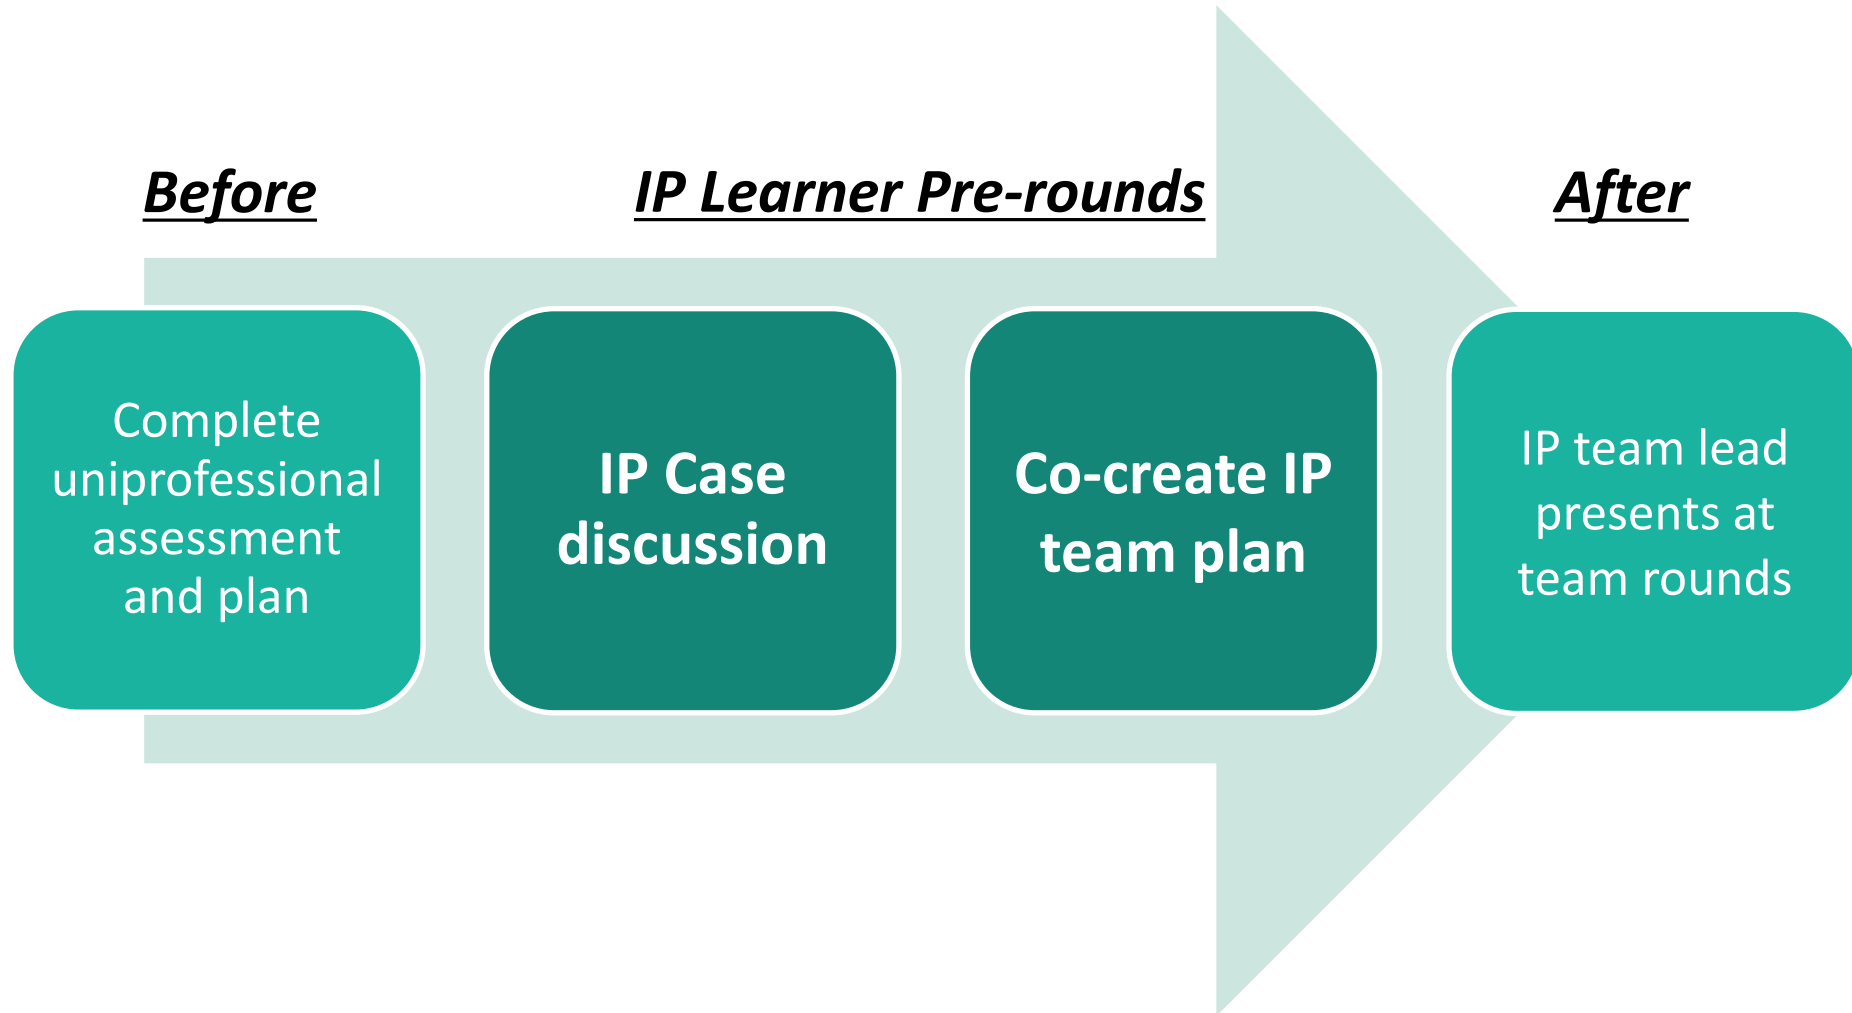 Before
IP Learner Pre-rounds
After
Complete
uniprofessional
assessment
and plan
IP Case
discussion
Co-create IP
team plan
IP team lead
presents at
team rounds